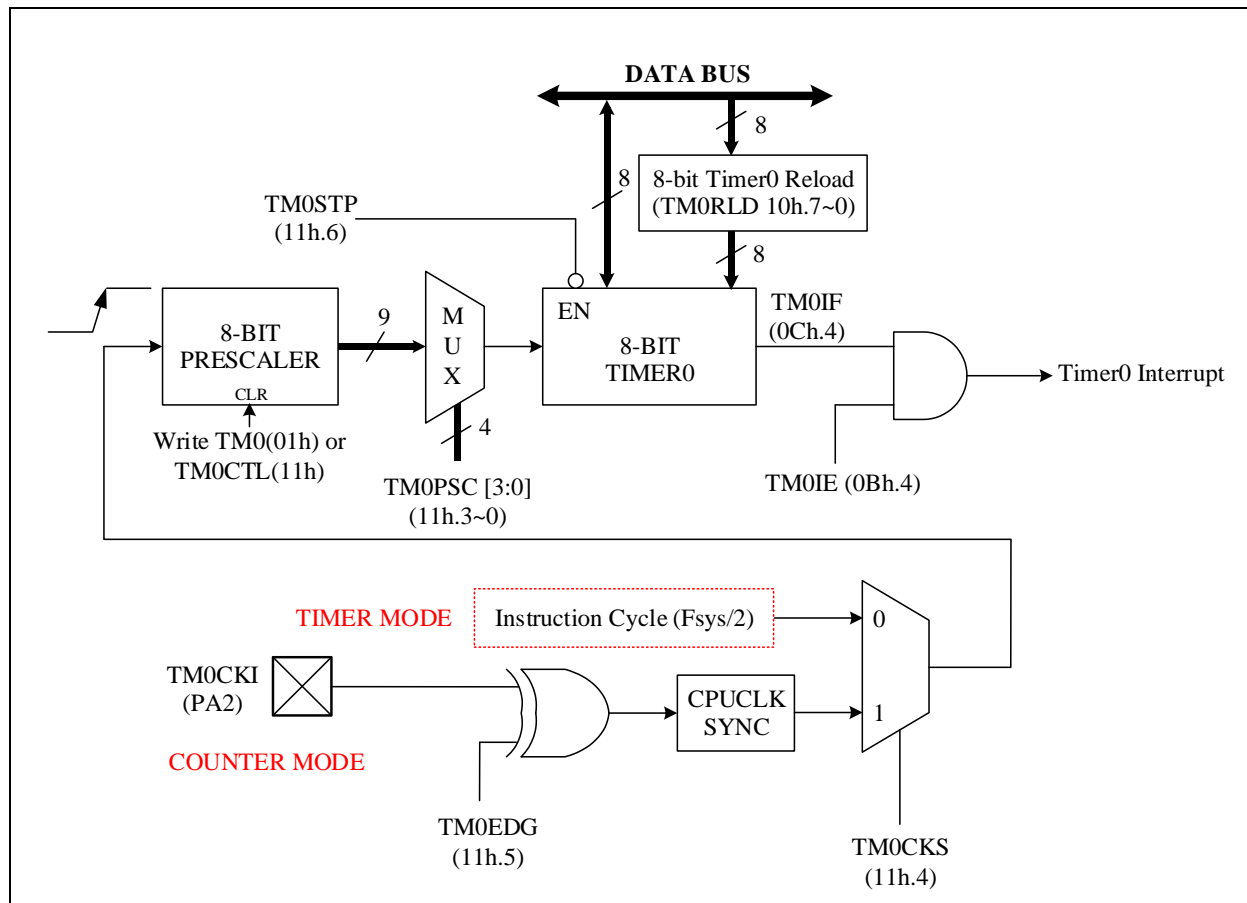 DATA BUS
8
8-bit Timer0 Reload
(TM0RLD 10h.7~0)
8
8
TM0STP
(11h.6)
8-BIT
PRESCALER
CLR
9
M
U
X
EN
8-BIT
TIMER0
TM0IF
(0Ch.4)
Timer0 Interrupt
Write TM0(01h) or
TM0CTL(11h)
4
TM0PSC [3:0]
(11h.3~0)
TM0IE (0Bh.4)
TIMER MODE
Instruction Cycle (Fsys/2)
0
TM0CKI
(PA2)
CPUCLK
SYNC
1
COUNTER MODE
TM0EDG
(11h.5)
TM0CKS
(11h.4)